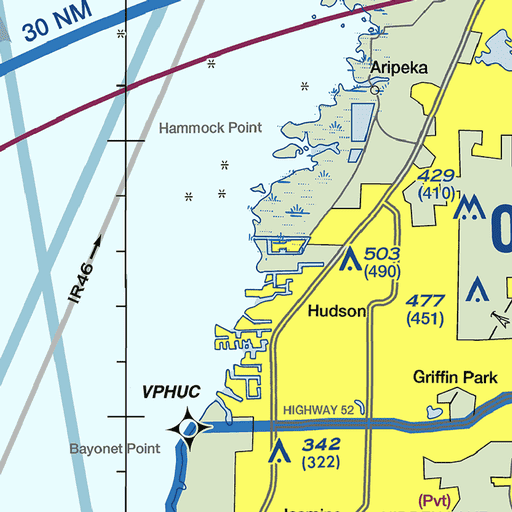 30 NM
Aripeka
Hammock Point
429
(410)
0
503
(490)
IR46
477
(451)
Hudson
Griffin Park
VPHUC
HIGHWAY 52
Bayonet Point
342
(322)
(Pvt)